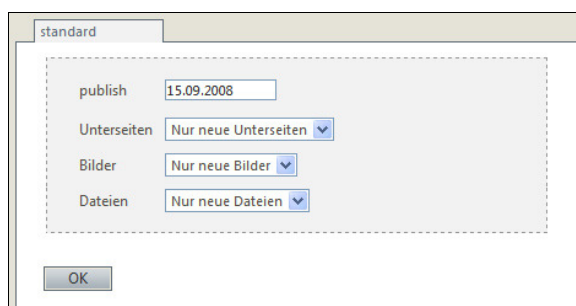 standard
publish 15.09.2008
Unterseiten Nur neue Unterseiten
Bilder Nur neue Bilder
Dateien Nur neue Dateien
OK